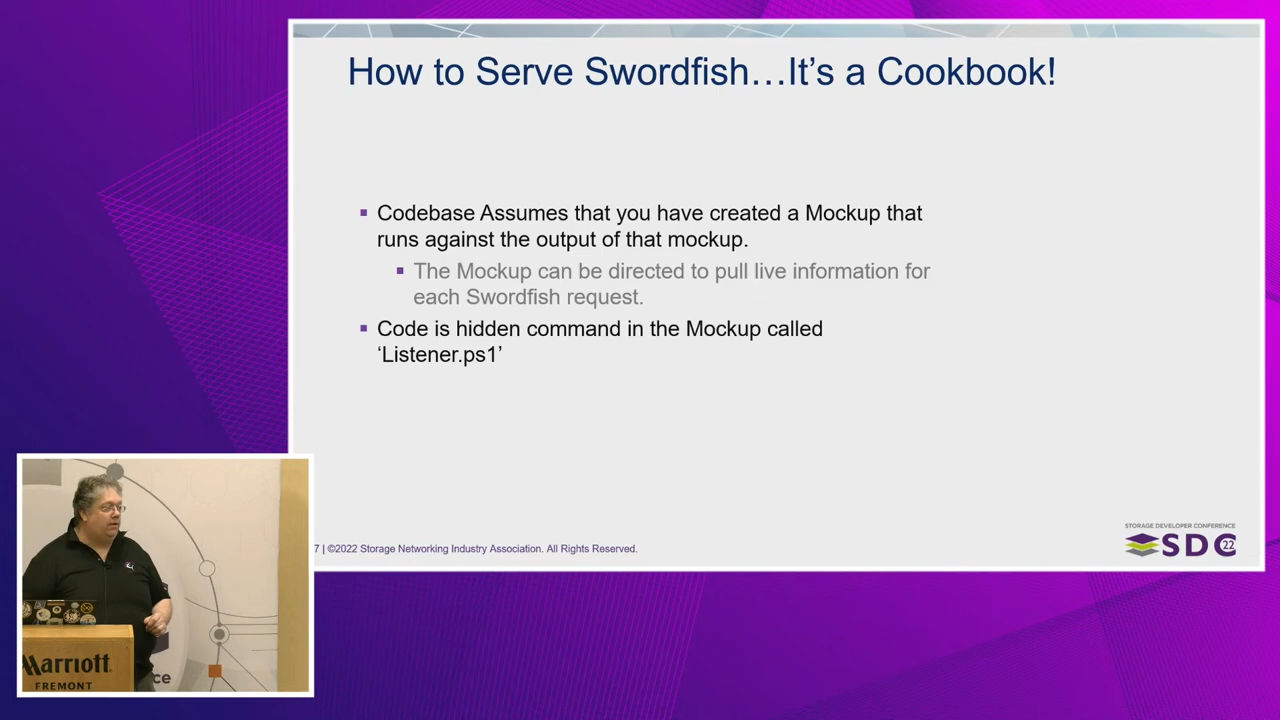 How to Serve Swordfish…It's a Cookbook!
▪ Codebase Assumes that you have created a Mockup that
runs against the output of that mockup.
▪ The Mockup can be directed to pull live information for
each Swordfish request.
▪ Code is hidden command in the Mockup called
'Listener.ps1'
7 | ©2022 Storage Networking Industry Association. All Rights Reserved.
STORAGE DEVELOPER CONFERENCE
SDC 22
Marriott
FREMONT
ce